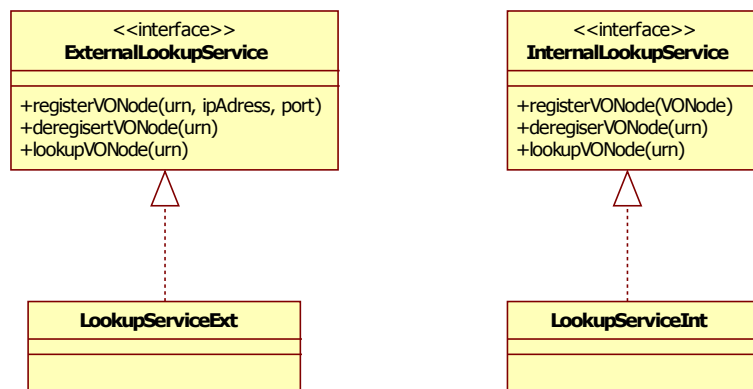 <<interface>>
ExternalLookupService
+registerVONode(urn, ipAdress, port)
+deregisertVONode(urn)
+lookupVONode(urn)
LookupServiceExt
<<interface>>
InternalLookupService
+registerVONode(VONode)
+deregiserVONode(urn)
+lookupVONode(urn)
LookupServiceInt